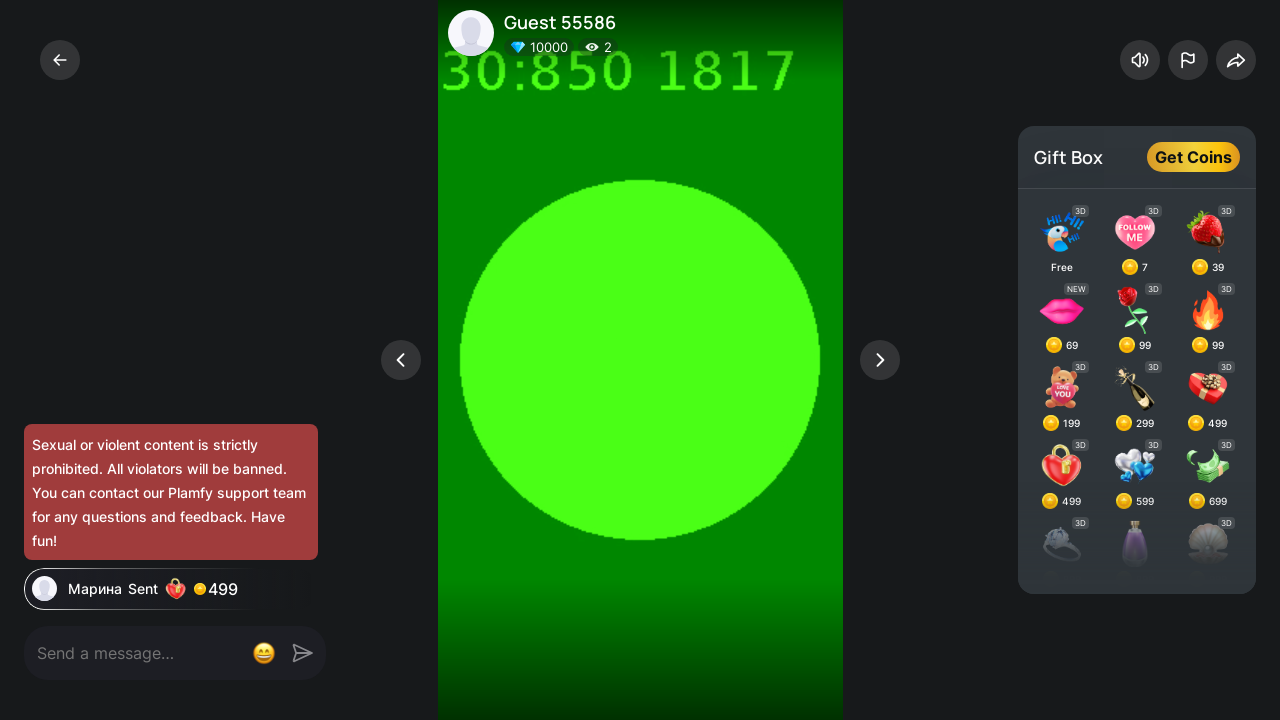 Guest 55586
10000 2
30:850 1817
Gift Box
Get Coins
3D 3D 3D
Hi! Hi! Hi!
FOLLOW
ME
Free 7 39
NEW 3D 3D
69 99 99
3D 3D 3D
LOVE
YOU
199 299 499
3D 3D 3D
499 599 699
3D 3D
Sexual or violent content is strictly
prohibited. All violators will be banned.
You can contact our Plamfy support team
for any questions and feedback. Have
fun!
Марина Sent 499
Send a message...